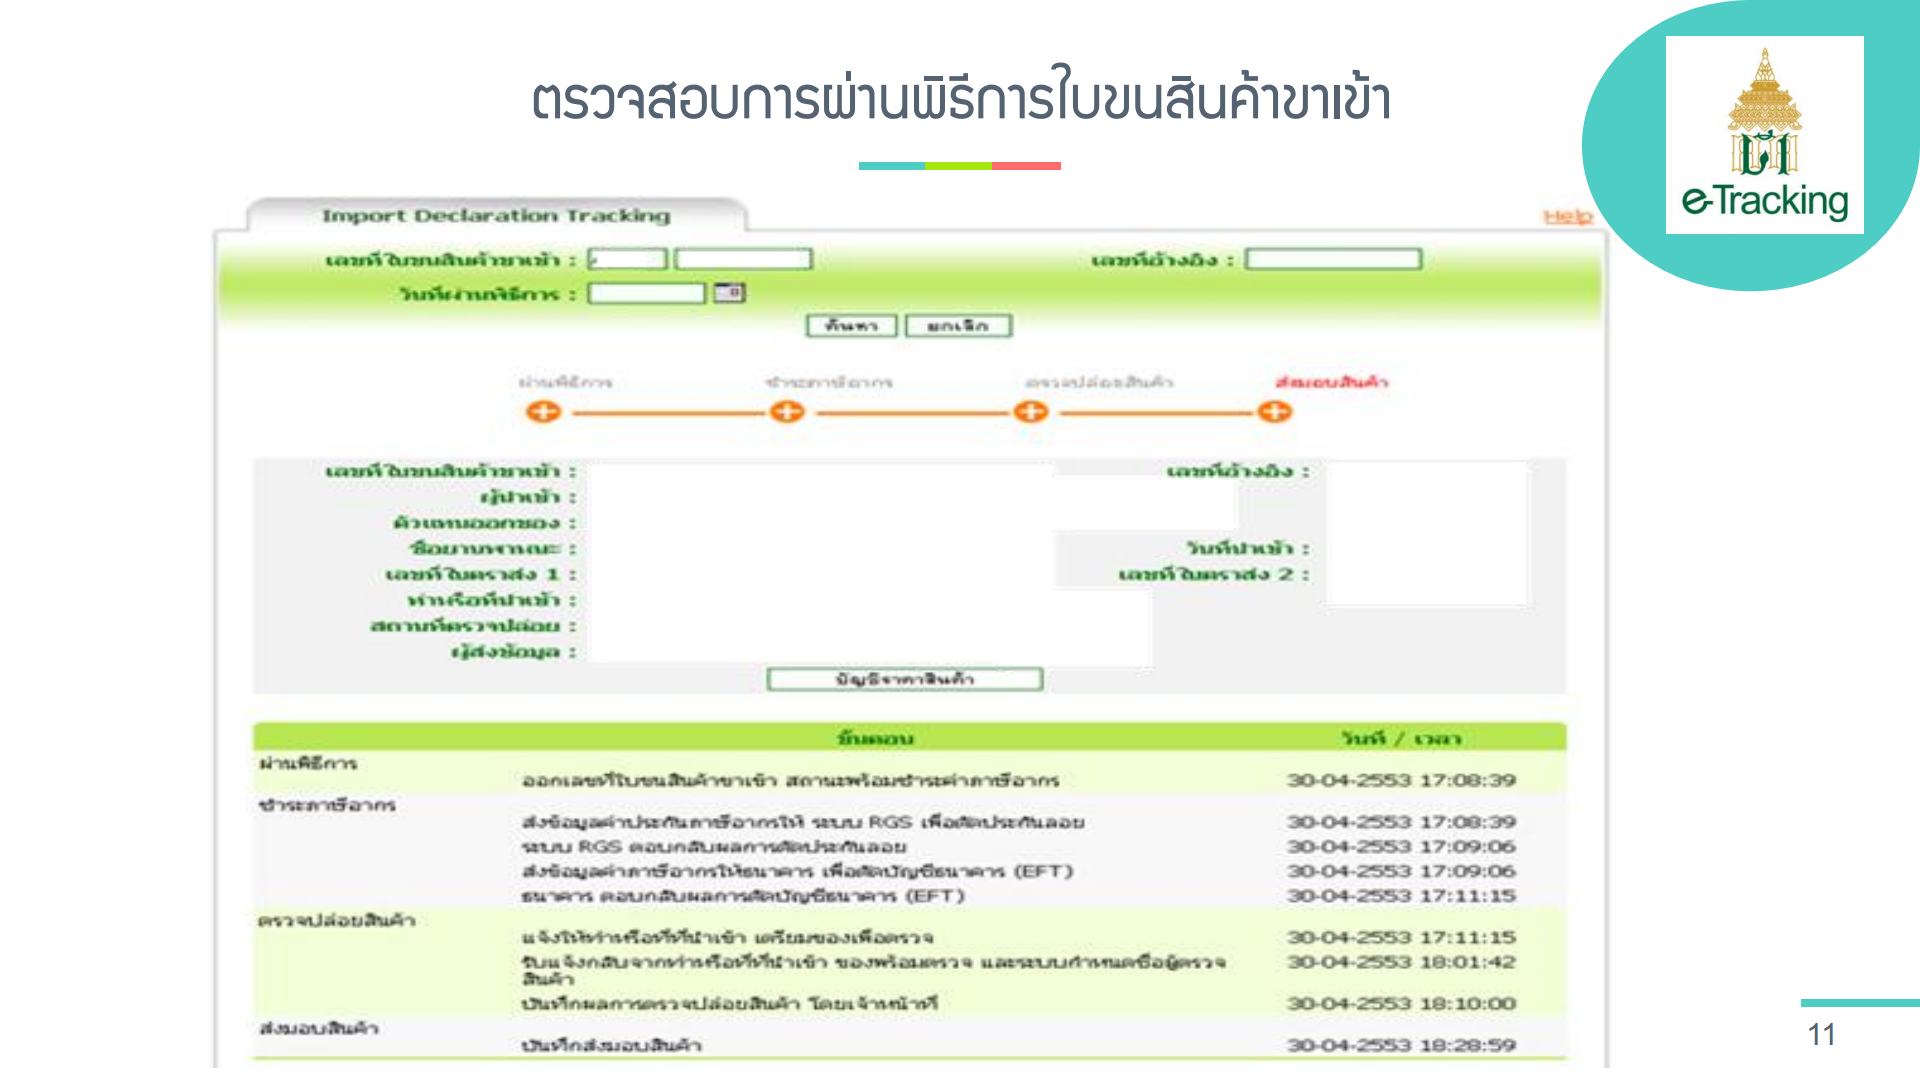 ตรวจสอบการผ่านพิธีการใบขนสินค้าขาเข้า
e-Tracking
Import Declaration Tracking
Help
เลขที่ใบขนสินค้าขาเข้า :
เลขที่อ้างอิง :
วันที่ผ่านพิธีการ :
ค้นหา ยกเลิก
ผ่านพิธีการ ชำระภาษีอากร ตรวจปล่อยสินค้า ส่งมอบสินค้า
เลขที่ใบขนสินค้าขาเข้า : เลขที่อ้างอิง :
ผู้นำเข้า :
ตัวแทนออกของ :
ชื่อยานพาหนะ : วันที่นำเข้า :
เลขที่ใบตราส่ง 1 : เลขที่ใบตราส่ง 2 :
ท่าหรือที่นำเข้า :
สถานที่ตรวจปล่อย :
ผู้ส่งข้อมูล :
บัญชีราคาสินค้า
ขั้นตอน วันที่ / เวลา
ผ่านพิธีการ
ออกเลขที่ใบขนสินค้าขาเข้า สถานะพร้อมชำระค่าภาษีอากร 30-04-2553 17:08:39
ชำระภาษีอากร
ส่งข้อมูลค่าประกันภาษีอากรให้ ระบบ RGS เพื่อตัดประกันลอย 30-04-2553 17:08:39
ระบบ RGS ตอบกลับผลการตัดประกันลอย 30-04-2553 17:09:06
ส่งข้อมูลค่าภาษีอากรให้ธนาคาร เพื่อตัดบัญชีธนาคาร (EFT) 30-04-2553 17:09:06
ธนาคาร ตอบกลับผลการตัดบัญชีธนาคาร (EFT) 30-04-2553 17:11:15
ตรวจปล่อยสินค้า
แจ้งให้ท่าหรือที่ที่นำเข้า เตรียมของเพื่อตรวจ 30-04-2553 17:11:15
รับแจ้งกลับจากท่าหรือที่ที่นำเข้า ของพร้อมตรวจ และระบบกำหนดชื่อผู้ตรวจ 30-04-2553 18:01:42
สินค้า
บันทึกผลการตรวจปล่อยสินค้า โดยเจ้าหน้าที่ 30-04-2553 18:10:00
ส่งมอบสินค้า
บันทึกส่งมอบสินค้า 30-04-2553 18:28:59
11